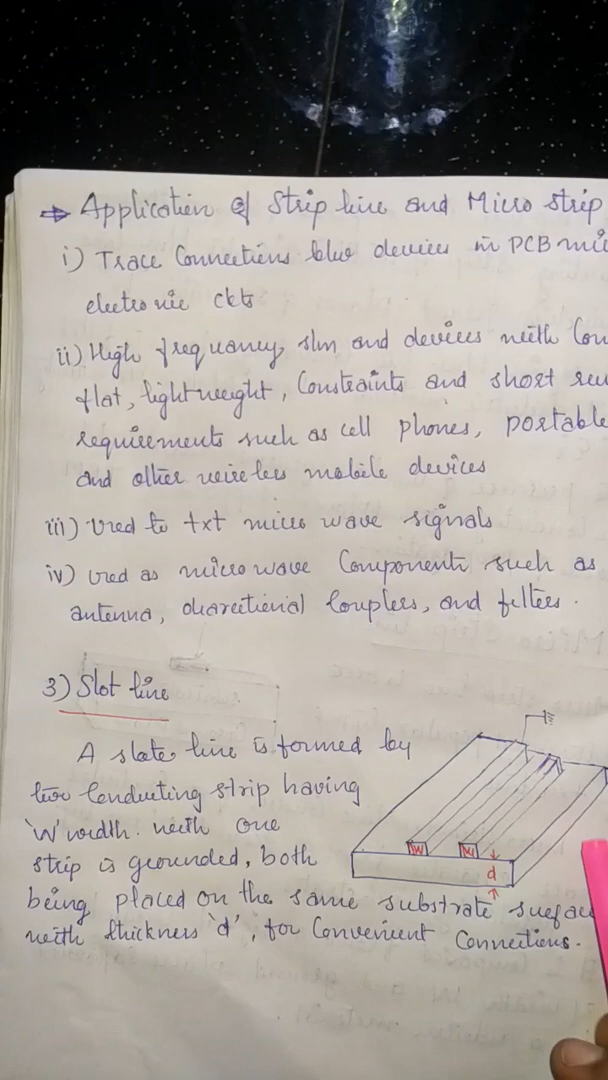 ⇒ Application of Strip line and Micro strip
i) Trace Connections b/w devices in PCB mic
electronic ckts
ii) High frequency, slm and devices with Con
flat, lightweight, Constraints and short
requirements such as cell phones, portable
and other wireless mobile devices
iii) Used to txt micro wave signals
iv) Used as microwave Components such as
antenna, directional Couplers, and filters.
3) Slot line
A slote line is formed by
two Conducting strip having
'W' width. with one
strip is grounded, both
being placed on the same substrate surface
with thickness 'd', for Convenient Connections.
W W
d